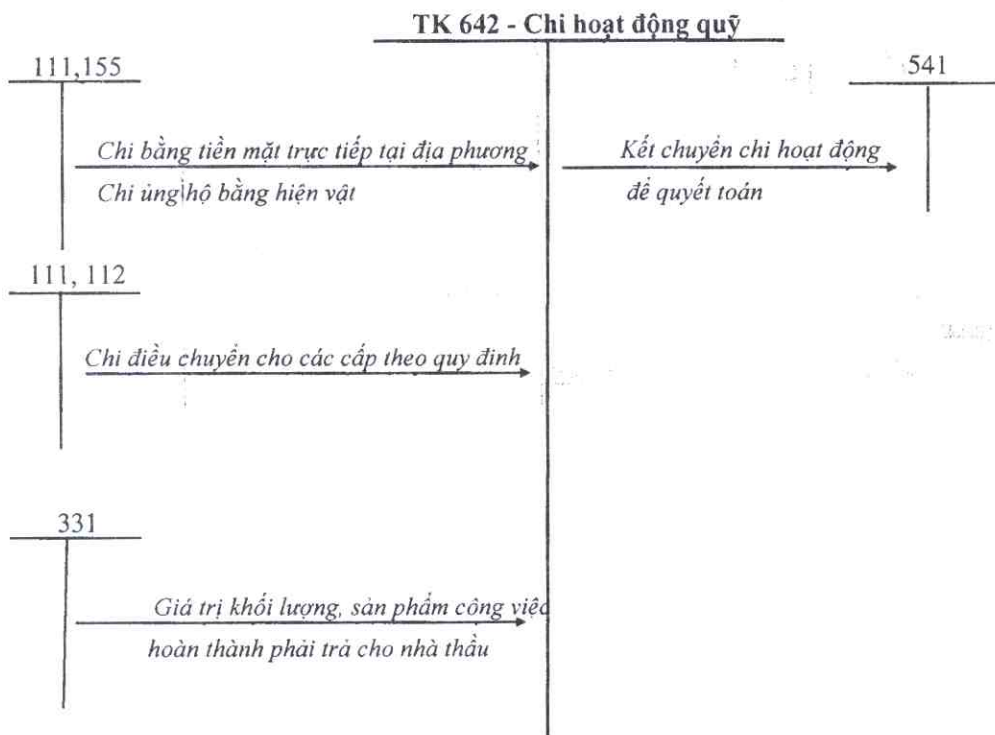 TK 642 - Chi hoạt động quỹ
111,155
541
Chi bằng tiền mặt trực tiếp tại địa phương
Chi ủng hộ bằng hiện vật
Kết chuyển chi hoạt động
để quyết toán
111, 112
Chi điều chuyển cho các cấp theo quy đinh
331
Giá trị khối lượng, sản phẩm công việc
hoàn thành phải trả cho nhà thầu